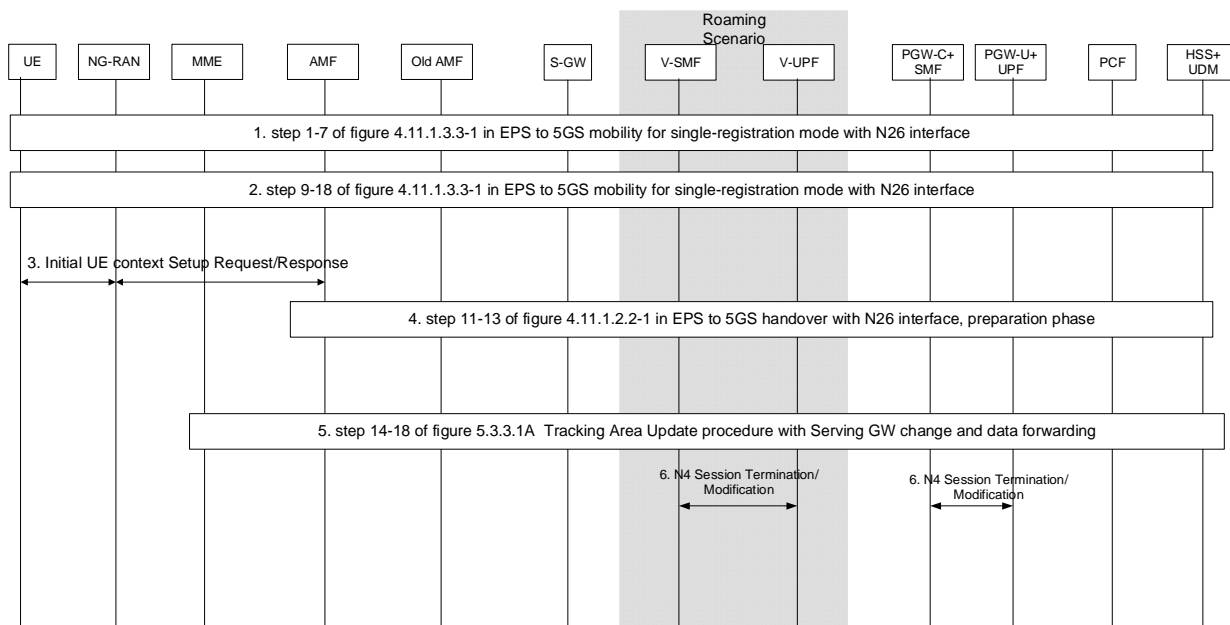 Roaming
Scenario
UE
NG-RAN
MME
AMF
Old AMF
S-GW
V-SMF
V-UPF
PGW-C+
SMF
PGW-U+
UPF
PCF
HSS+
UDM
1. step 1-7 of figure 4.11.1.3.3-1 in EPS to 5GS mobility for single-registration mode with N26 interface
2. step 9-18 of figure 4.11.1.3.3-1 in EPS to 5GS mobility for single-registration mode with N26 interface
3. Initial UE context Setup Request/Response
4. step 11-13 of figure 4.11.1.2.2-1 in EPS to 5GS handover with N26 interface, preparation phase
5. step 14-18 of figure 5.3.3.1A Tracking Area Update procedure with Serving GW change and data forwarding
6. N4 Session Termination/
Modification
6. N4 Session Termination/
Modification